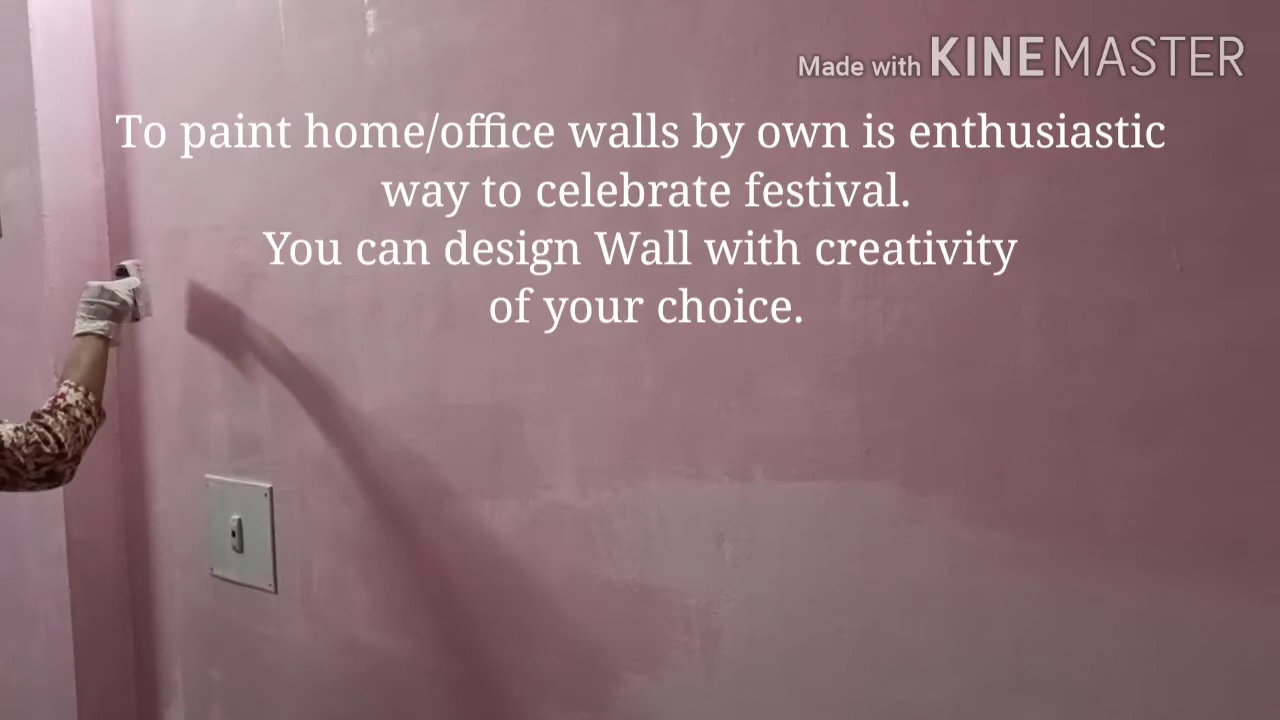 Made with KINEMASTER
To paint home/office walls by own is enthusiastic
way to celebrate festival.
You can design Wall with creativity
of your choice.